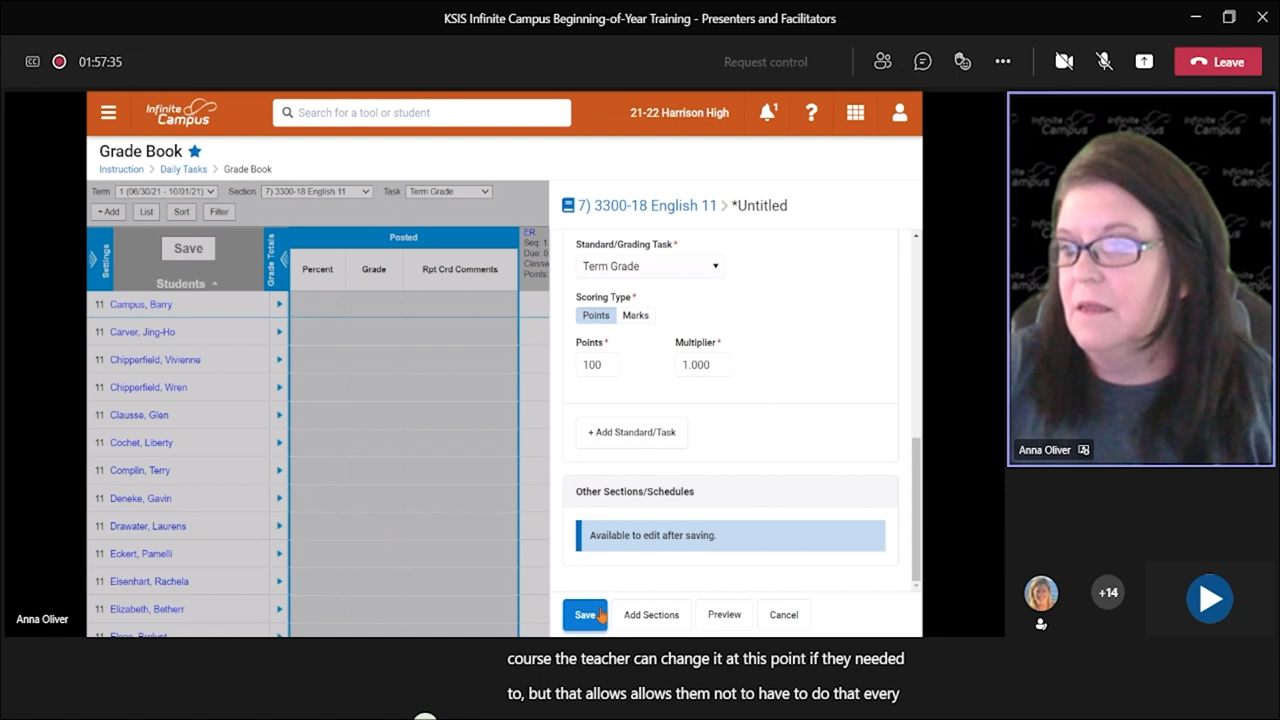 KSIS Infinite Campus Beginning-of-Year Training - Presenters and Facilitators
CC
01:57:35
Request control
Leave
Infinite Campus
Search for a tool or student
21-22 Harrison High
1
?
Grade Book
Instruction > Daily Tasks > Grade Book
Term 1 (06/30/21 - 10/01/21) Section 7) 3300-18 English 11 Task Term Grade
+ Add List Sort Filter
Settings
Save
Students
Grade Totals
Posted
Percent Grade Rpt Crd Comments
ER
Seq: 1
Due: 0
Classw
Points:
11 Campus, Barry
11 Carver, Jing-Ho
11 Chipperfield, Vivienne
11 Chipperfield, Wren
11 Clausse, Glen
11 Cochet, Liberty
11 Complin, Terry
11 Deneke, Gavin
11 Drawater, Laurens
11 Eckert, Pamelli
11 Eisenhart, Rachela
11 Elizabeth, Betherr
7) 3300-18 English 11 > *Untitled
Standard/Grading Task*
Term Grade
Scoring Type*
Points Marks
Points* Multiplier*
100 1.000
+ Add Standard/Task
Other Sections/Schedules
Available to edit after saving.
Save Add Sections Preview Cancel
Infinite Campus
Anna Oliver
+14
Anna Oliver
course the teacher can change it at this point if they needed
to, but that allows allows them not to have to do that every